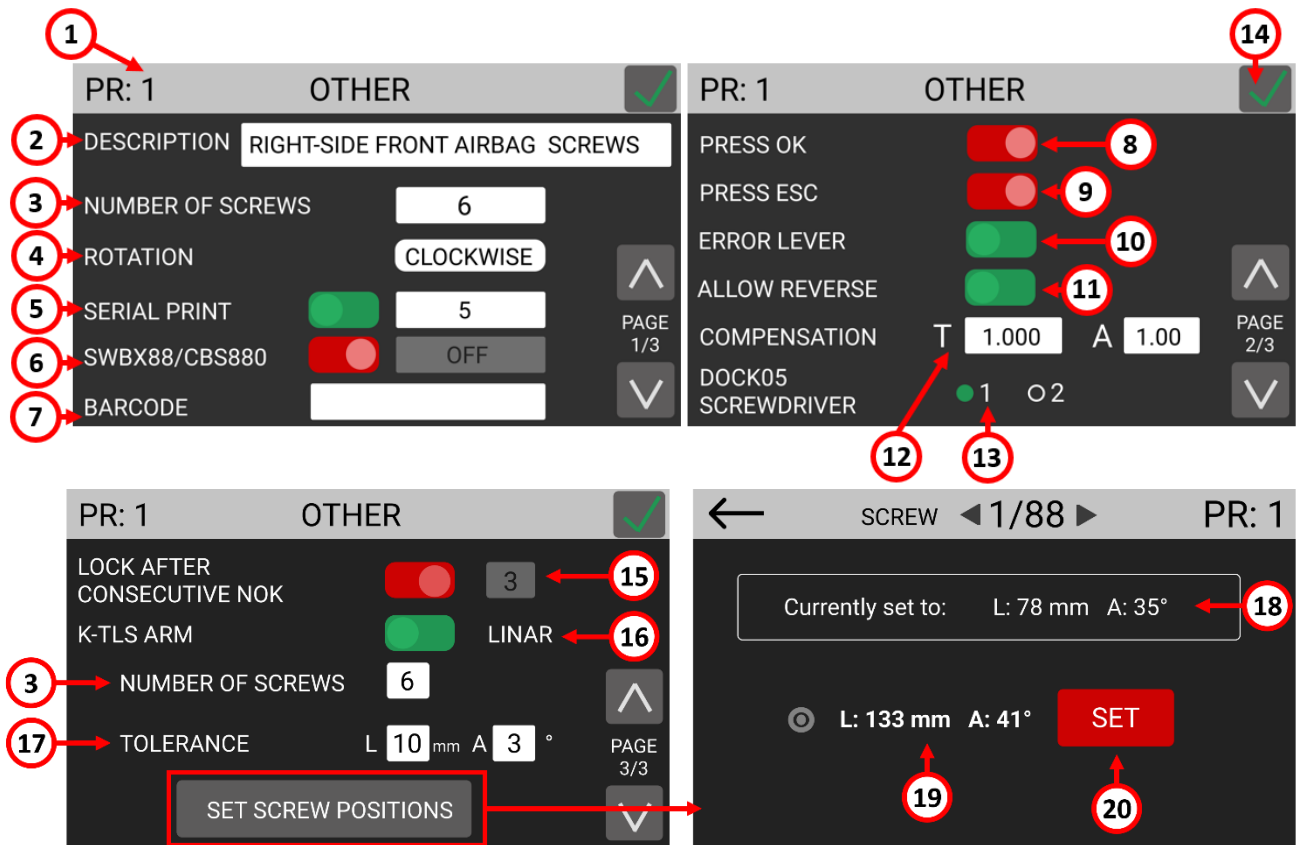 1
14
PR: 1 OTHER
2
DESCRIPTION RIGHT-SIDE FRONT AIRBAG SCREWS
3
NUMBER OF SCREWS 6
4
ROTATION CLOCKWISE
5
SERIAL PRINT 5
6
SWBX88/CBS880 OFF
7
BARCODE
PAGE
1/3
PR: 1 OTHER
PRESS OK 8
PRESS ESC 9
ERROR LEVER 10
ALLOW REVERSE 11
COMPENSATION T 1.000 A 1.00
DOCK05
SCREWDRIVER 1 2
PAGE
2/3
12 13
PR: 1 OTHER
LOCK AFTER
CONSECUTIVE NOK 3 15
K-TLS ARM LINAR 16
3
NUMBER OF SCREWS 6
17
TOLERANCE L 10 mm A 3 °
PAGE
3/3
SET SCREW POSITIONS
SCREW 1/88 PR: 1
Currently set to: L: 78 mm A: 35° 18
L: 133 mm A: 41° SET
19 20